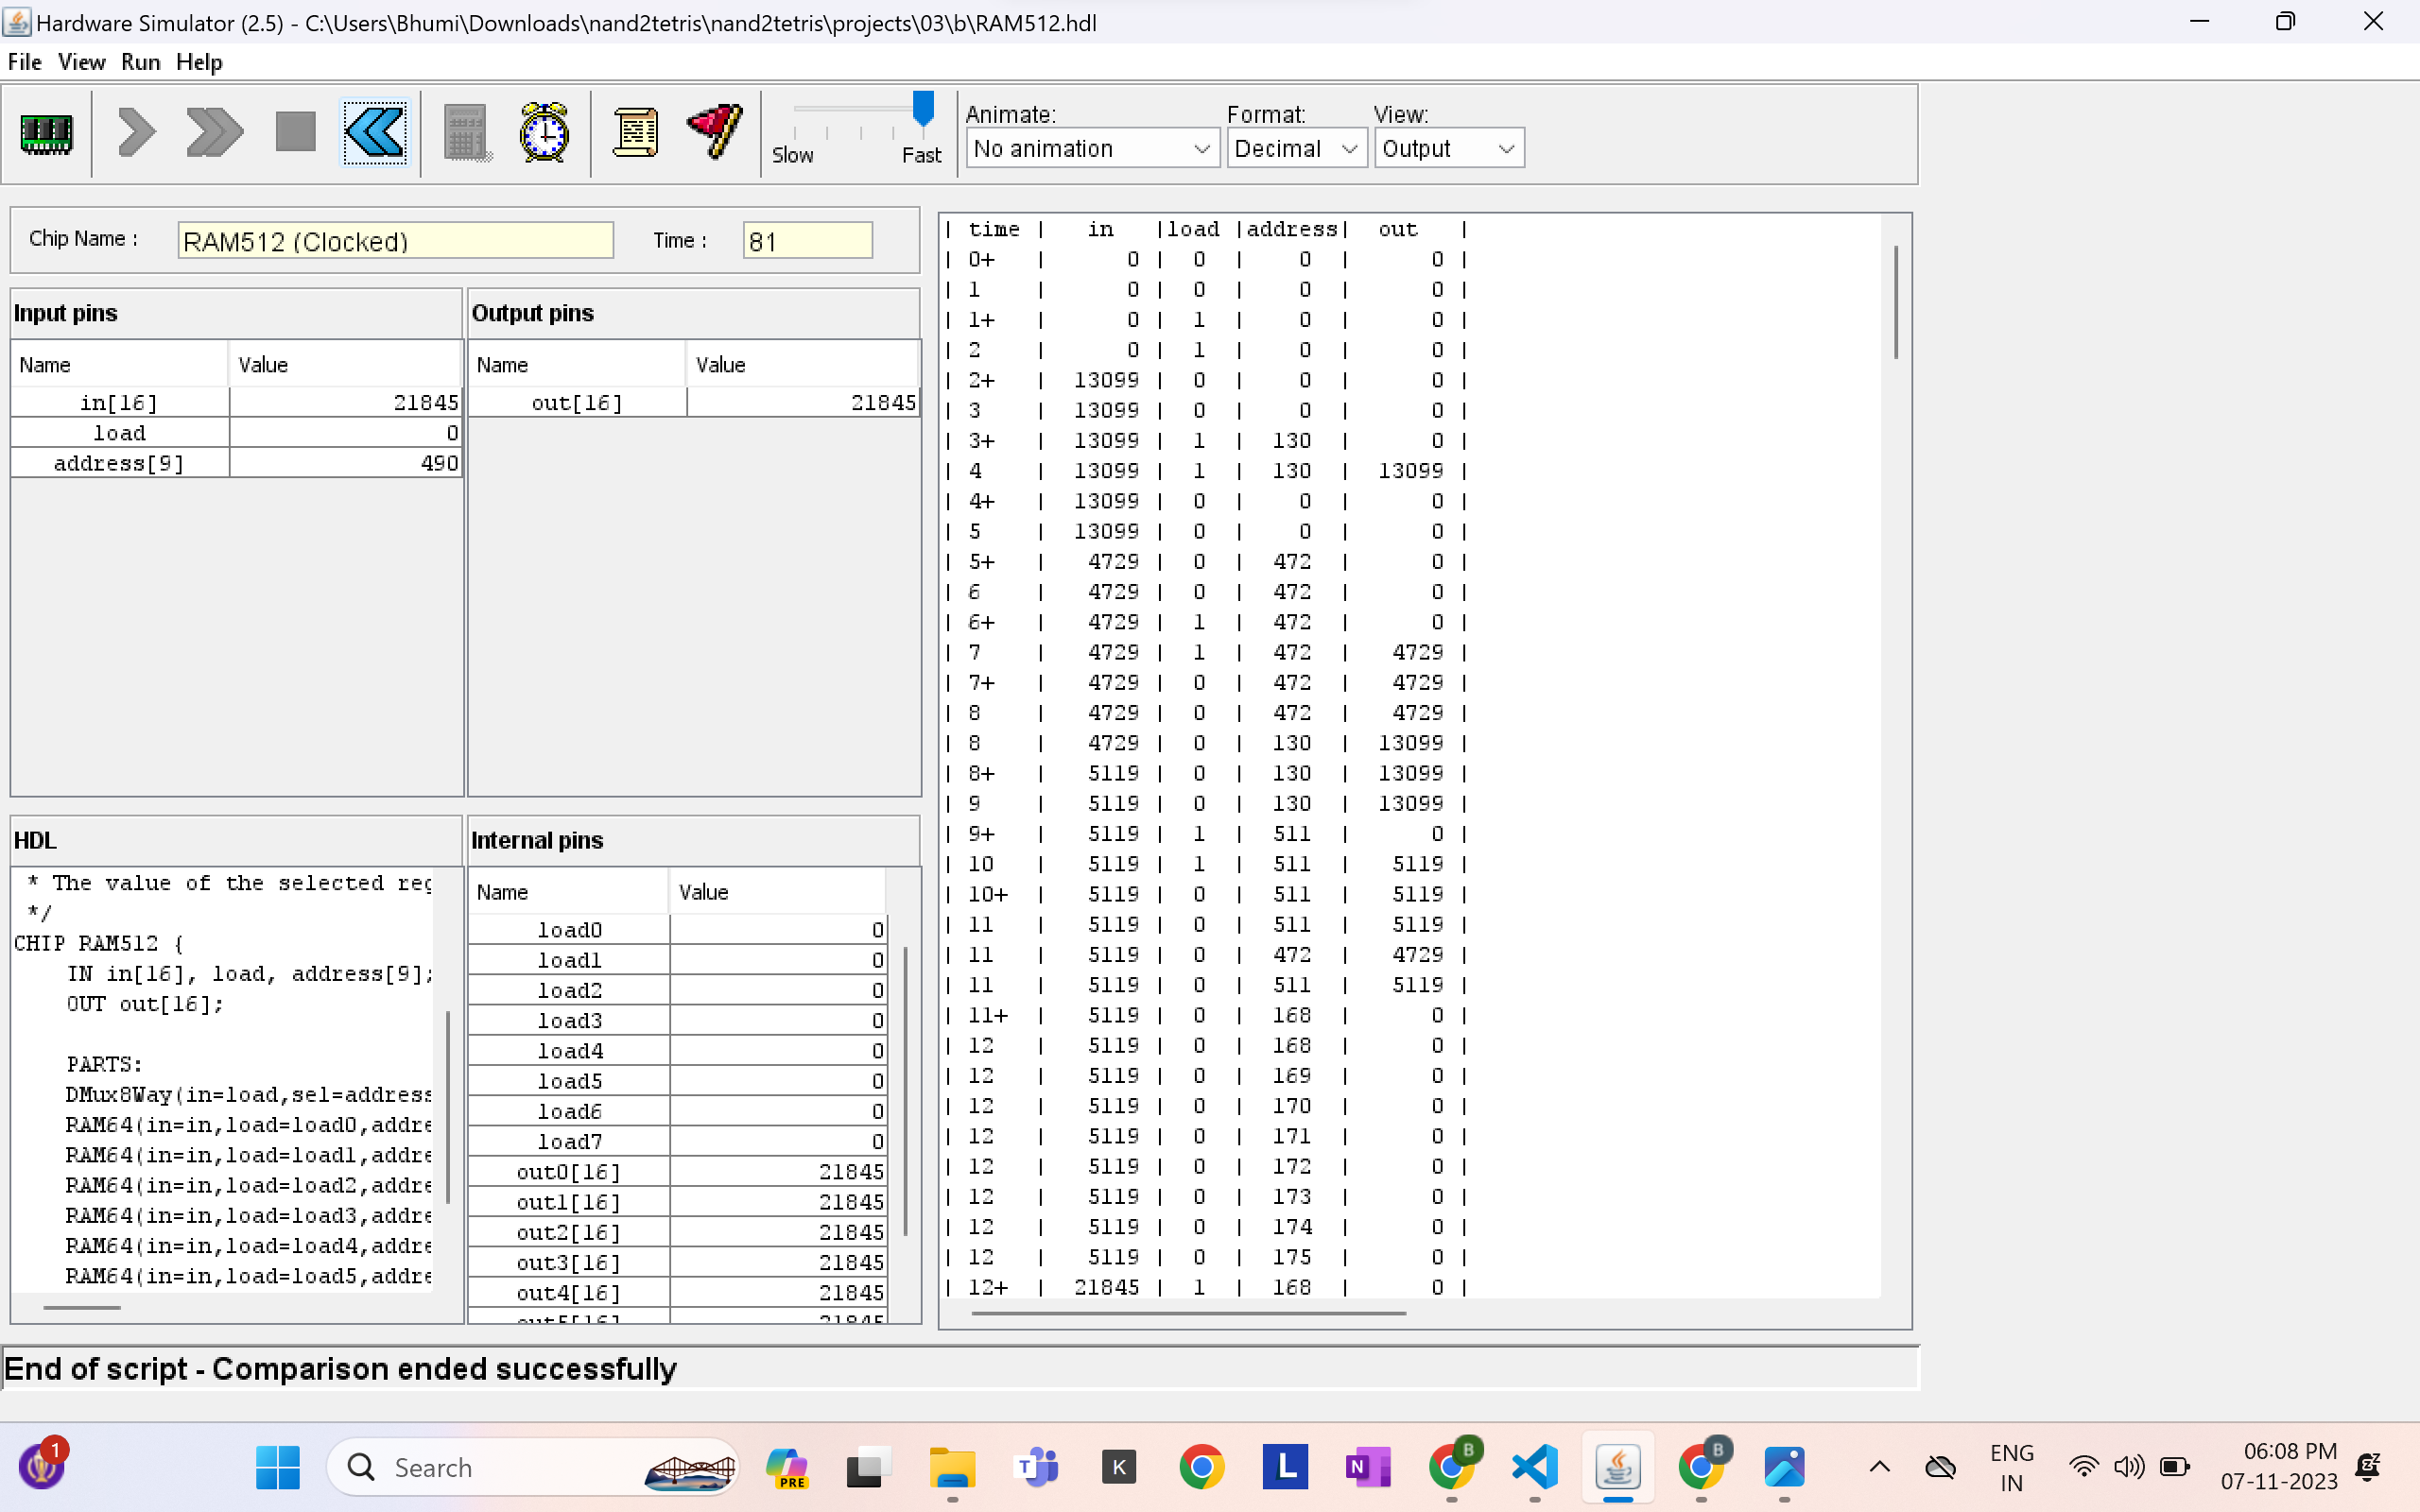 Hardware Simulator (2.5) - C:\Users\Bhumi\Downloads\nand2tetris\nand2tetris\projects\03\b\RAM512.hdl
File View Run Help
Animate: Format: View:
Slow Fast No animation Decimal Output
Chip Name : RAM512 (Clocked) Time : 81
Input pins
Name Value
in[16] 21845
load 0
address[9] 490
Output pins
Name Value
out[16] 21845
HDL
* The value of the selected reg
*/
CHIP RAM512 {
IN in[16], load, address[9];
OUT out[16];
PARTS:
DMux8Way(in=load,sel=address
RAM64(in=in,load=load0,addre
RAM64(in=in,load=load1,addre
RAM64(in=in,load=load2,addre
RAM64(in=in,load=load3,addre
RAM64(in=in,load=load4,addre
RAM64(in=in,load=load5,addre
Internal pins
Name Value
load0 0
load1 0
load2 0
load3 0
load4 0
load5 0
load6 0
load7 0
out0[16] 21845
out1[16] 21845
out2[16] 21845
out3[16] 21845
out4[16] 21845
out5[16] 21845
| time | in |load |address| out |
| 0+ | 0 | 0 | 0 | 0 |
| 1 | 0 | 0 | 0 | 0 |
| 1+ | 0 | 1 | 0 | 0 |
| 2 | 0 | 1 | 0 | 0 |
| 2+ | 13099 | 0 | 0 | 0 |
| 3 | 13099 | 0 | 0 | 0 |
| 3+ | 13099 | 1 | 130 | 0 |
| 4 | 13099 | 1 | 130 | 13099 |
| 4+ | 13099 | 0 | 0 | 0 |
| 5 | 13099 | 0 | 0 | 0 |
| 5+ | 4729 | 0 | 472 | 0 |
| 6 | 4729 | 0 | 472 | 0 |
| 6+ | 4729 | 1 | 472 | 0 |
| 7 | 4729 | 1 | 472 | 4729 |
| 7+ | 4729 | 0 | 472 | 4729 |
| 8 | 4729 | 0 | 472 | 4729 |
| 8 | 4729 | 0 | 130 | 13099 |
| 8+ | 5119 | 0 | 130 | 13099 |
| 9 | 5119 | 0 | 130 | 13099 |
| 9+ | 5119 | 1 | 511 | 0 |
| 10 | 5119 | 1 | 511 | 5119 |
| 10+ | 5119 | 0 | 511 | 5119 |
| 11 | 5119 | 0 | 511 | 5119 |
| 11 | 5119 | 0 | 472 | 4729 |
| 11 | 5119 | 0 | 511 | 5119 |
| 11+ | 5119 | 0 | 168 | 0 |
| 12 | 5119 | 0 | 168 | 0 |
| 12 | 5119 | 0 | 169 | 0 |
| 12 | 5119 | 0 | 170 | 0 |
| 12 | 5119 | 0 | 171 | 0 |
| 12 | 5119 | 0 | 172 | 0 |
| 12 | 5119 | 0 | 173 | 0 |
| 12 | 5119 | 0 | 174 | 0 |
| 12 | 5119 | 0 | 175 | 0 |
| 12+ | 21845 | 1 | 168 | 0 |
End of script - Comparison ended successfully
1
Search
PRE
T
K
L
N
B
B
ENG
IN
06:08 PM
07-11-2023